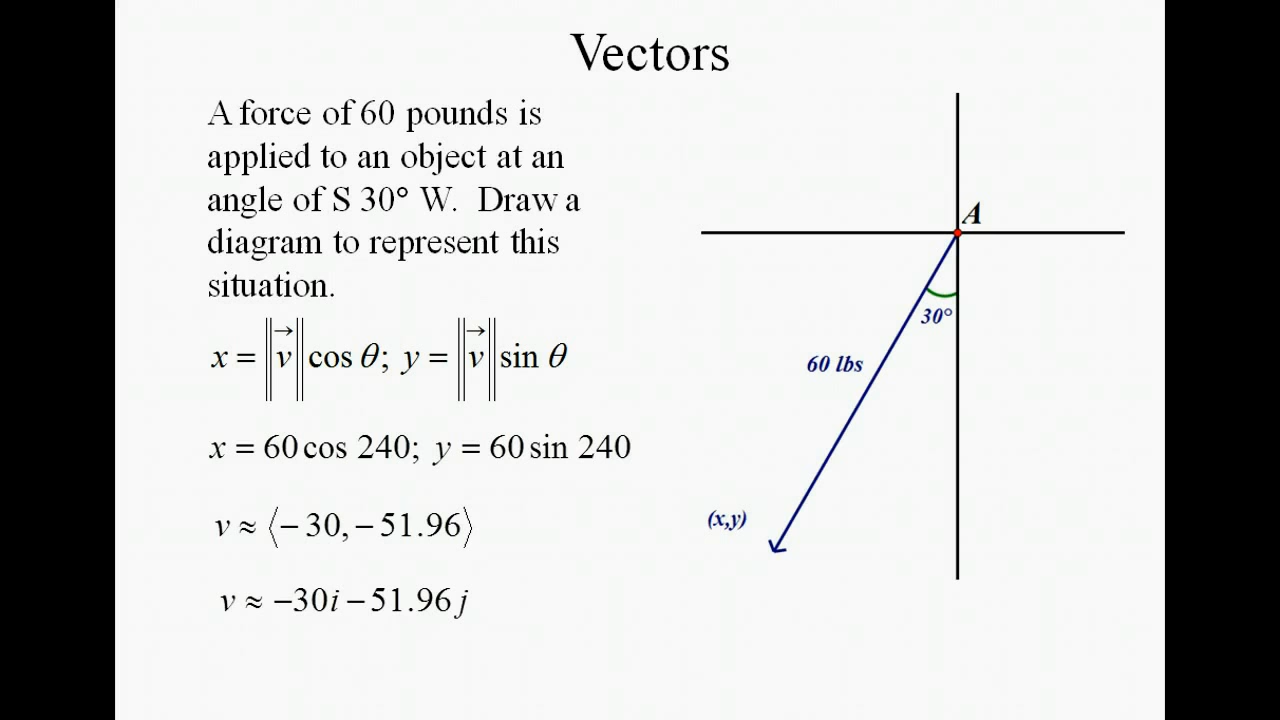 Vectors
A force of 60 pounds is
applied to an object at an
angle of S 30° W. Draw a
diagram to represent this
situation.
x = ‖v→‖ cos θ; y = ‖v→‖ sin θ
x = 60 cos 240; y = 60 sin 240
v ≈ ⟨−30, −51.96⟩
v ≈ −30i − 51.96j
A
30°
60 lbs
(x,y)